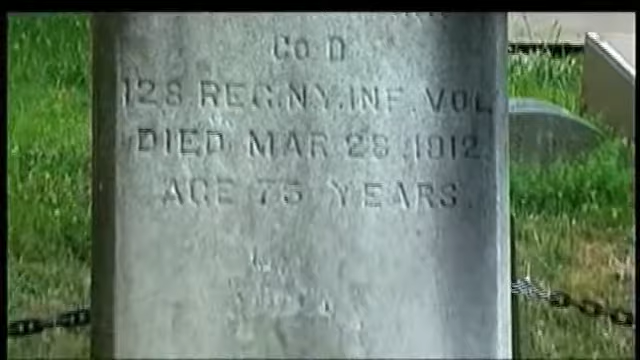 Co D
128 REG. N.Y. INF. VOL
DIED MAR 28 1912
AGE 75 YEARS.